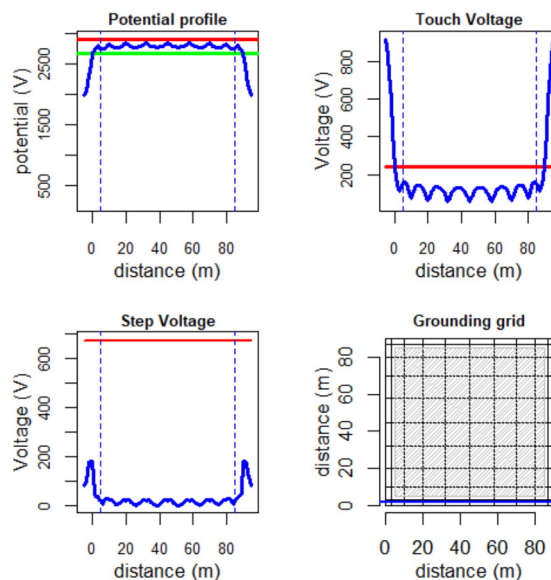 Potential profile
potential (V)
500
1500
2500
0 20 40 60 80
distance (m)
Touch Voltage
Voltage (V)
200
400
600
800
0 20 40 60 80
distance (m)
Step Voltage
Voltage (V)
0
200
400
600
0 20 40 60 80
distance (m)
Grounding grid
distance (m)
0
20
40
60
80
0 20 40 60 80
distance (m)